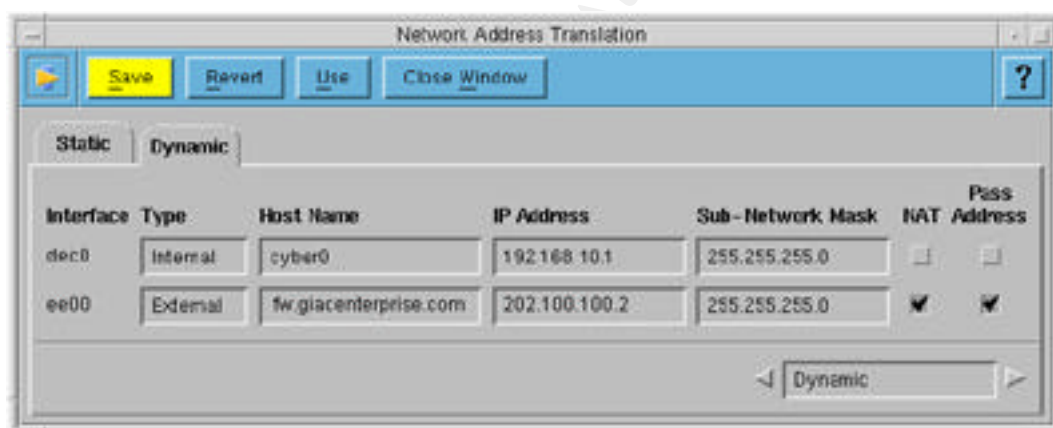 Network Address Translation
Save Revert Use Close Window ?
Static Dynamic
Interface Type Host Name IP Address Sub-Network Mask NAT Pass Address
dec0 Internal cyber0 192.168.10.1 255.255.255.0
ee00 External fw.giacenterprise.com 202.100.100.2 255.255.255.0
Dynamic